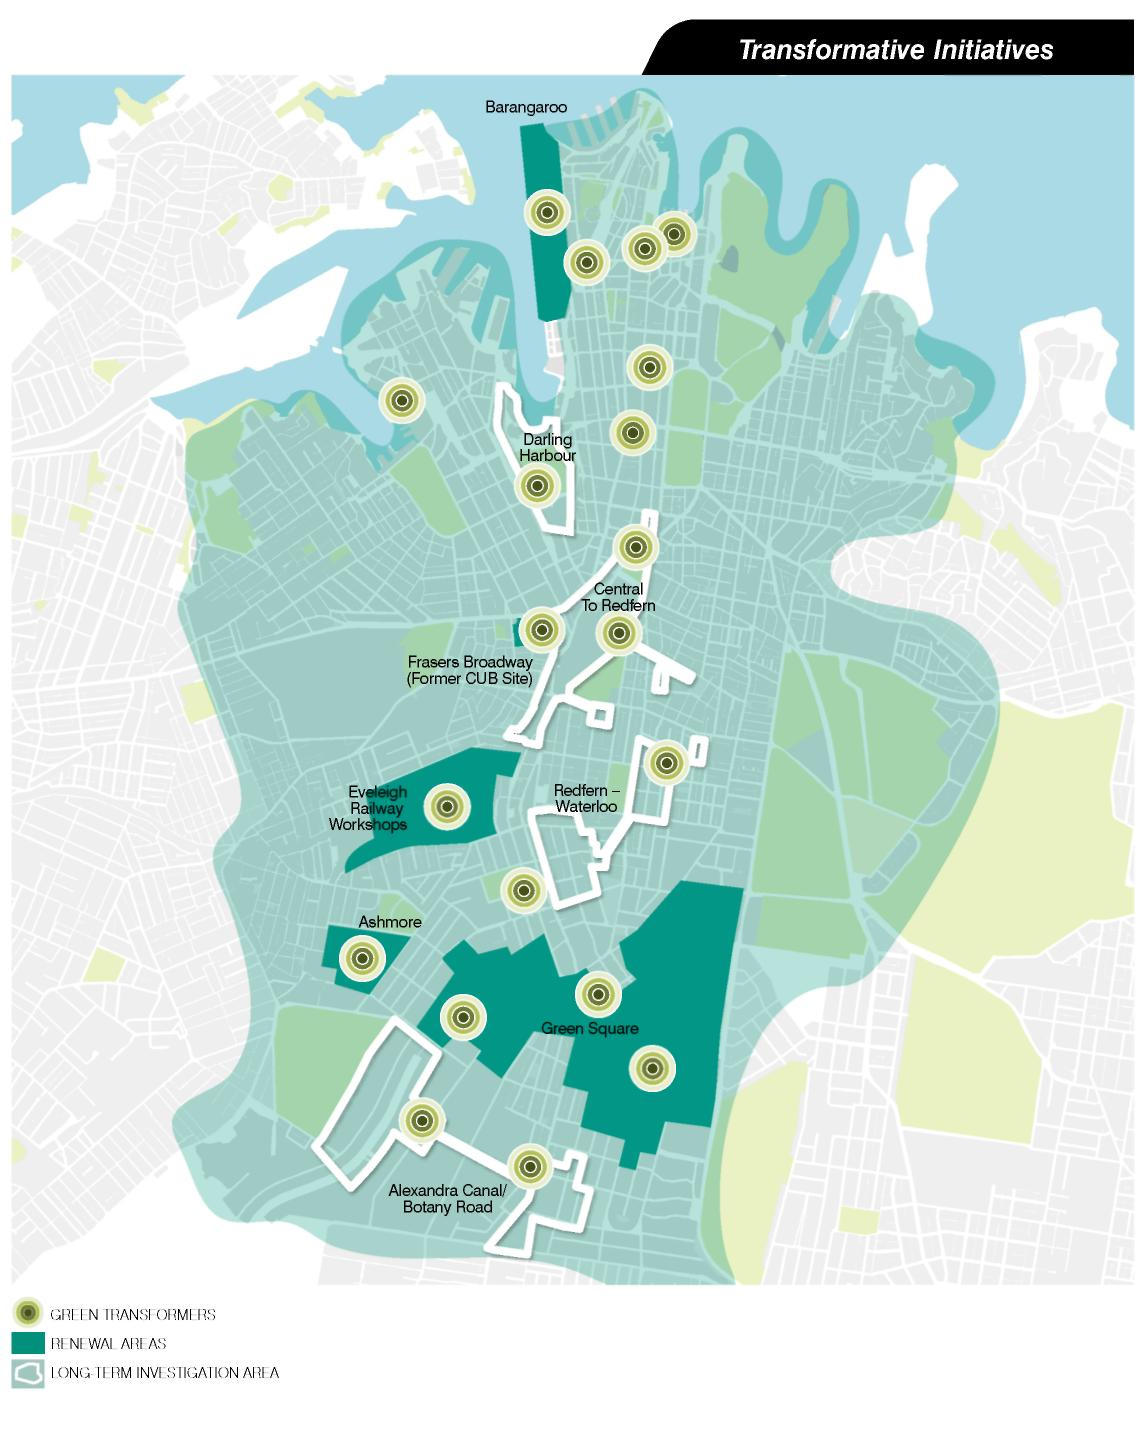 Transformative Initiatives
Barangaroo
Darling
Harbour
Central
To Redfern
Frasers Broadway
(Former CUB Site)
Eveleigh
Railway
Workshops
Redfern –
Waterloo
Ashmore
Green Square
Alexandra Canal/
Botany Road
GREEN TRANSFORMERS
RENEWAL AREAS
LONG-TERM INVESTIGATION AREA